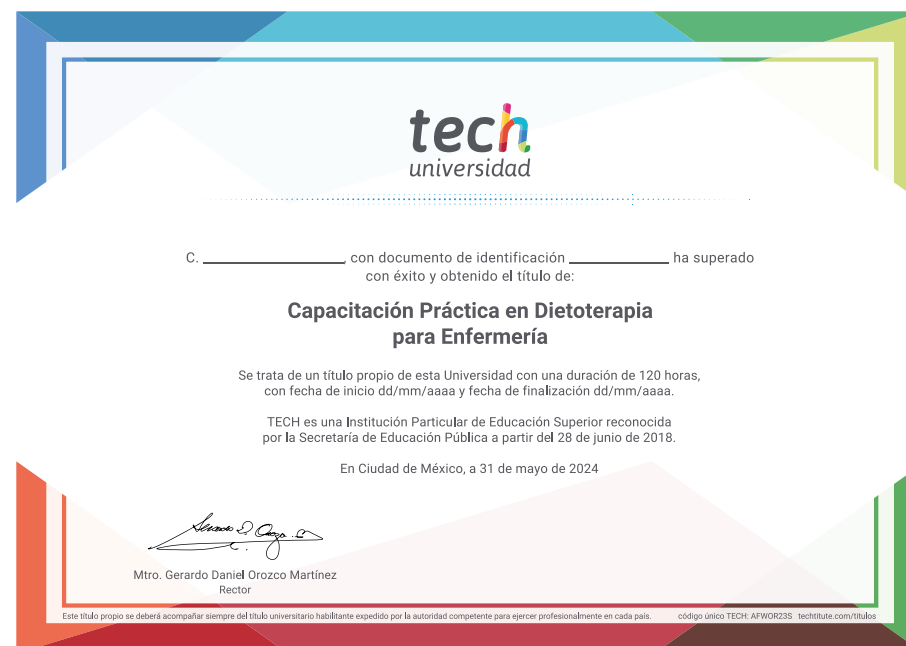 tech
universidad
C. ____________________, con documento de identificación ______________ ha superado
con éxito y obtenido el título de:
Capacitación Práctica en Dietoterapia
para Enfermería
Se trata de un título propio de esta Universidad con una duración de 120 horas,
con fecha de inicio dd/mm/aaaa y fecha de finalización dd/mm/aaaa.
TECH es una Institución Particular de Educación Superior reconocida
por la Secretaría de Educación Pública a partir del 28 de junio de 2018.
En Ciudad de México, a 31 de mayo de 2024
Mtro. Gerardo Daniel Orozco Martínez
Rector
Este título propio se deberá acompañar siempre del título universitario habilitante expedido por la autoridad competente para ejercer profesionalmente en cada país. código único TECH: AFWOR23S techtitute.com/titulos